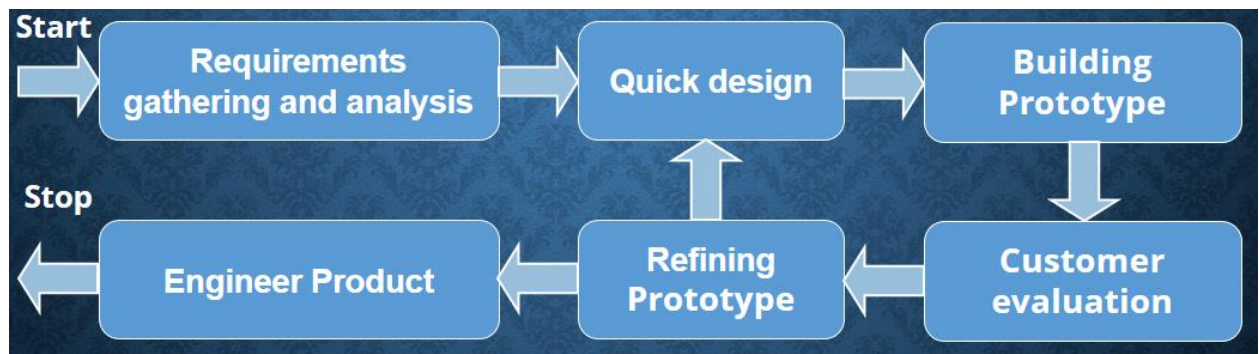 Start
Requirements
gathering and analysis
Quick design
Building
Prototype
Stop
Engineer Product
Refining
Prototype
Customer
evaluation